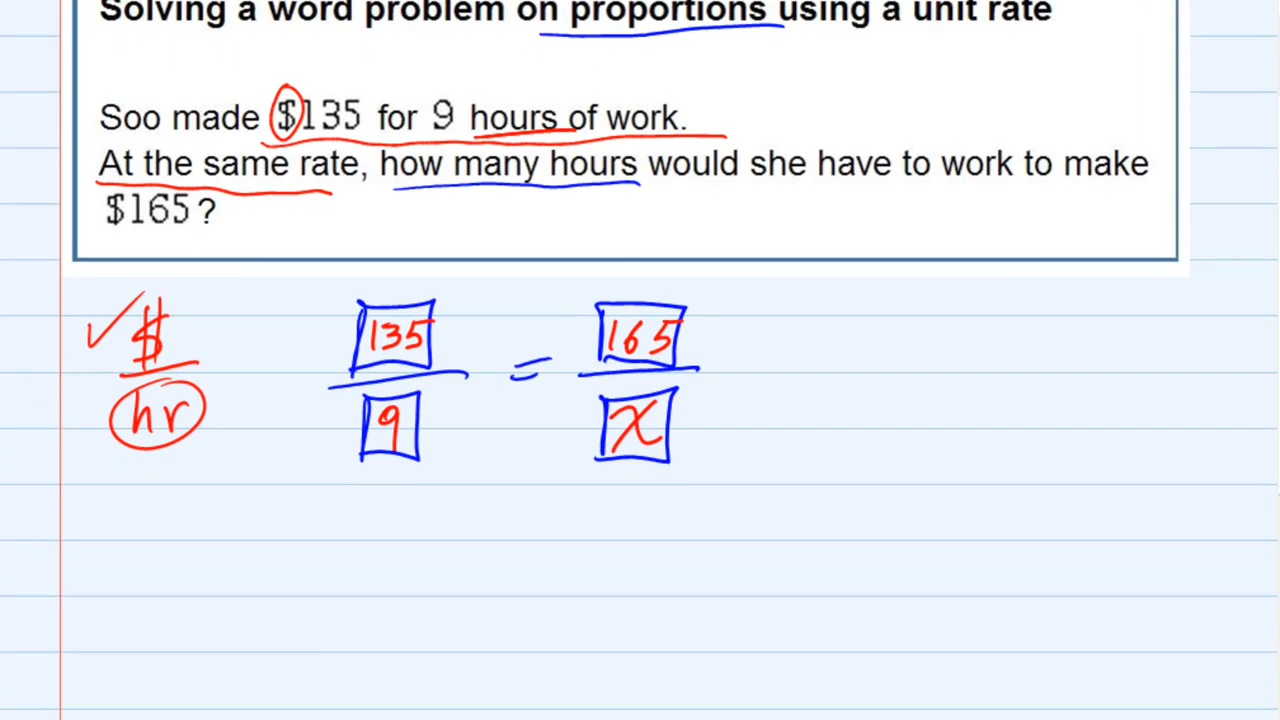 Solving a word problem on proportions using a unit rate
Soo made $135 for 9 hours of work.
At the same rate, how many hours would she have to work to make
$165?
$ 135 = 165
hr 9 x